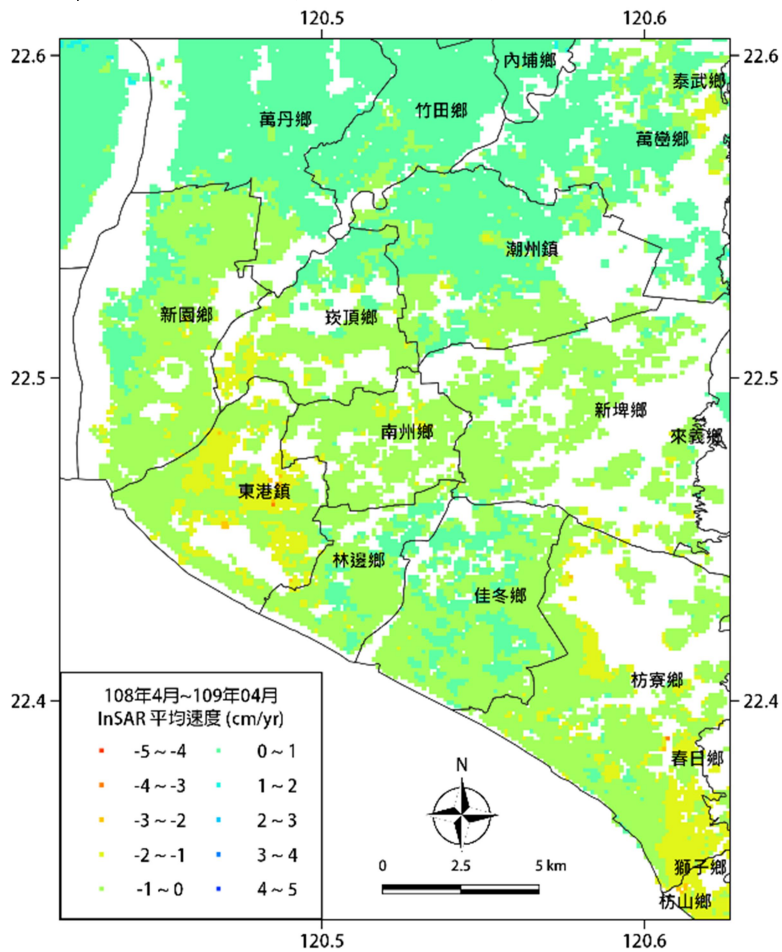 120.5
120.6
22.6
22.6
內埔鄉
泰武鄉
竹田鄉
萬丹鄉
萬巒鄉
潮州鎮
新園鄉
崁頂鄉
22.5
22.5
新埤鄉
南州鄉
來義鄉
東港鎮
林邊鄉
佳冬鄉
枋寮鄉
22.4
22.4
春日鄉
獅子鄉
枋山鄉
108年4月~109年04月
InSAR 平均速度 (cm/yr)
-5 ~ -4
0 ~ 1
-4 ~ -3
1 ~ 2
-3 ~ -2
2 ~ 3
-2 ~ -1
3 ~ 4
-1 ~ 0
4 ~ 5
N
0
2.5
5 km
120.5
120.6